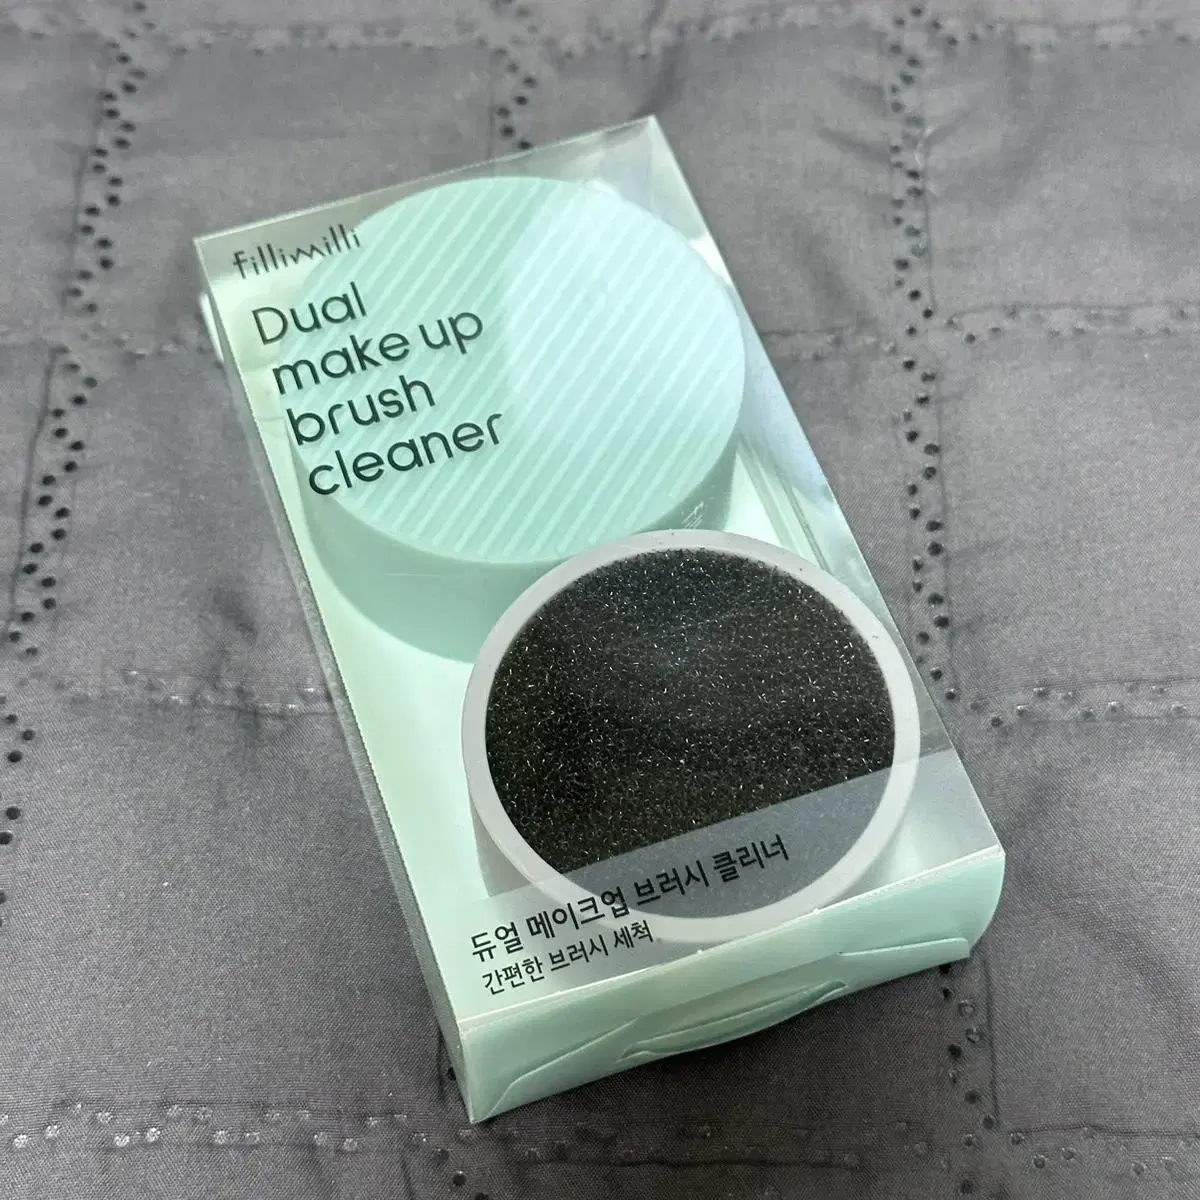 fillimilli
Dual
make up
brush
cleaner
듀얼 메이크업 브러시 클리너
간편한 브러시 세척